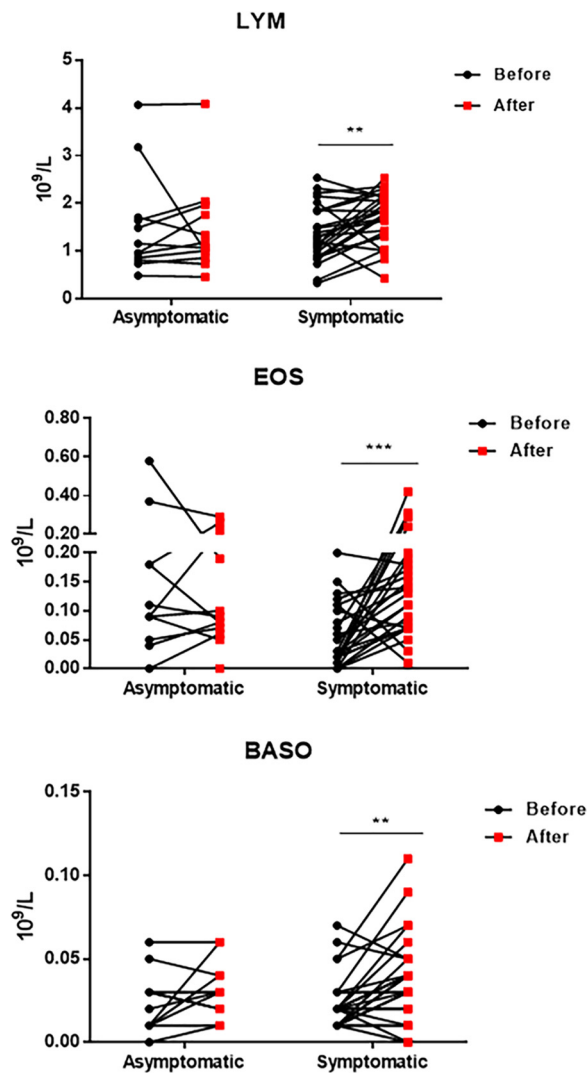 LYM
5
4
3
2
1
0
10⁹/L
Before
After
**
Asymptomatic
Symptomatic
EOS
0.80
0.60
0.40
0.20
0.20
0.15
0.10
0.05
0.00
10⁹/L
Before
After
***
Asymptomatic
Symptomatic
BASO
0.15
0.10
0.05
0.00
10⁹/L
Before
After
**
Asymptomatic
Symptomatic